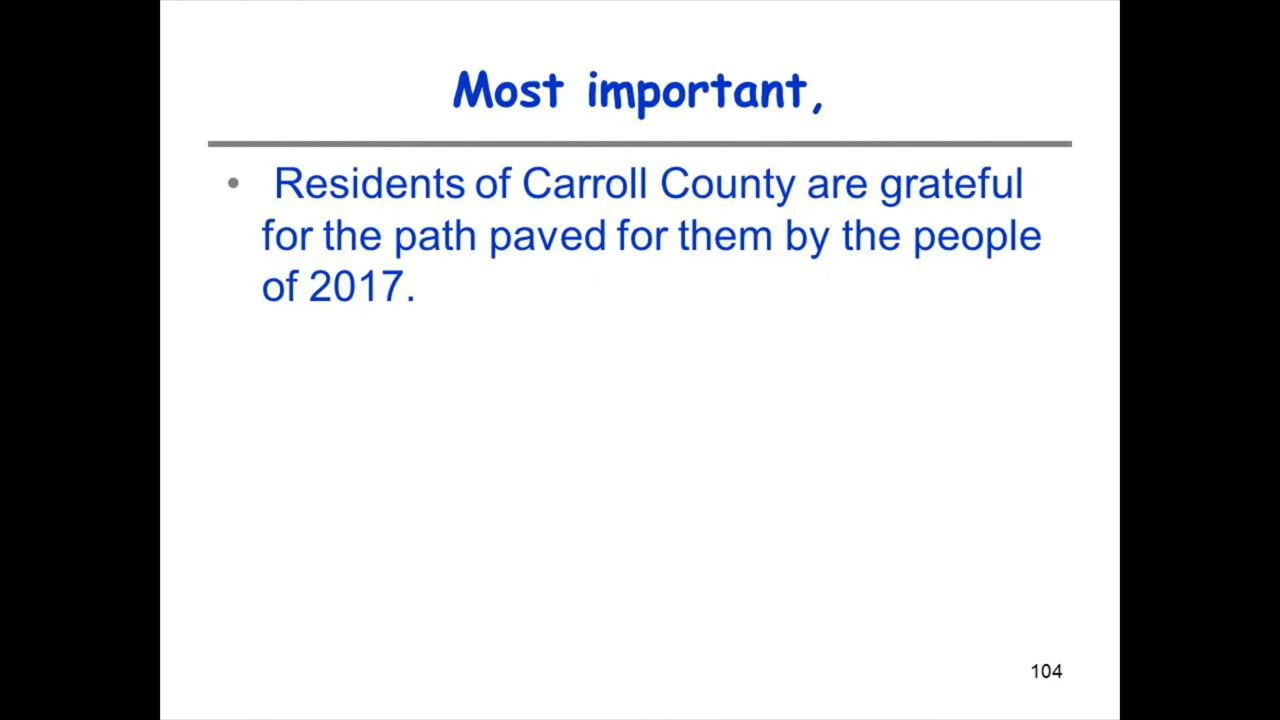 Most important,
• Residents of Carroll County are grateful
for the path paved for them by the people
of 2017.
104